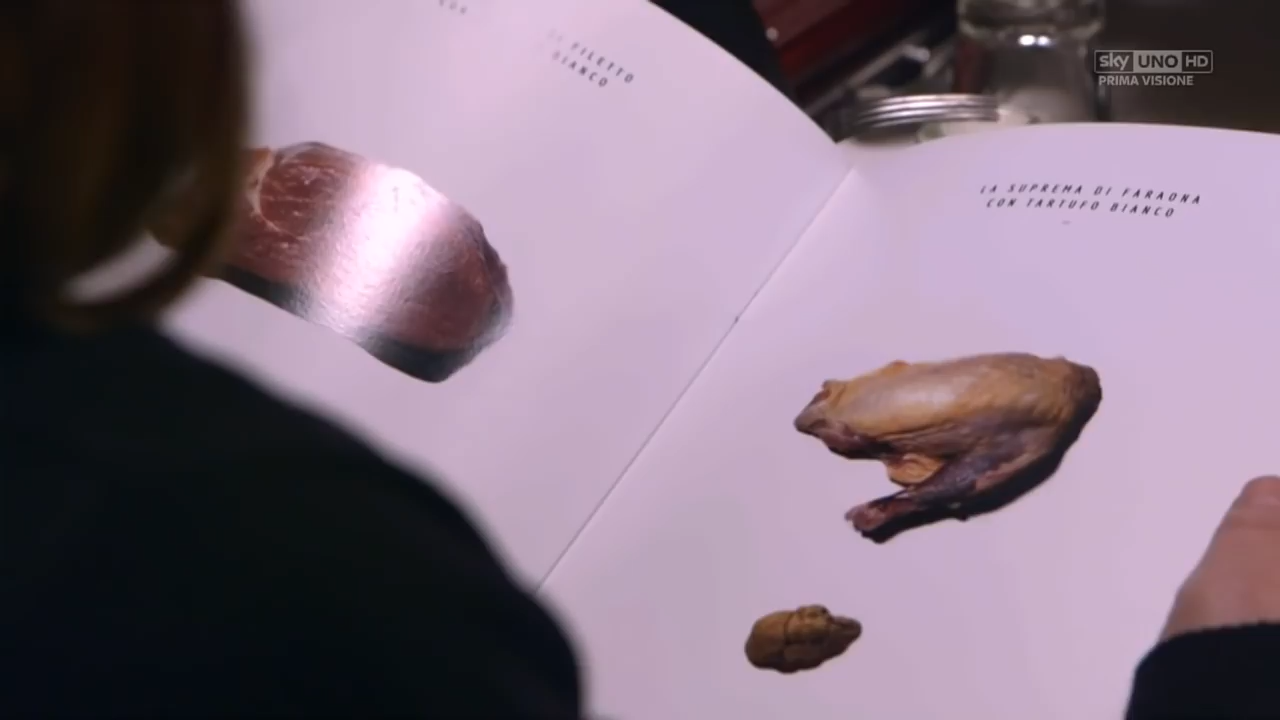 FILETTO
BIANCO
LA SUPREMA DI FARAONA
CON TARTUFO BIANCO
sky UNO HD
PRIMA VISIONE